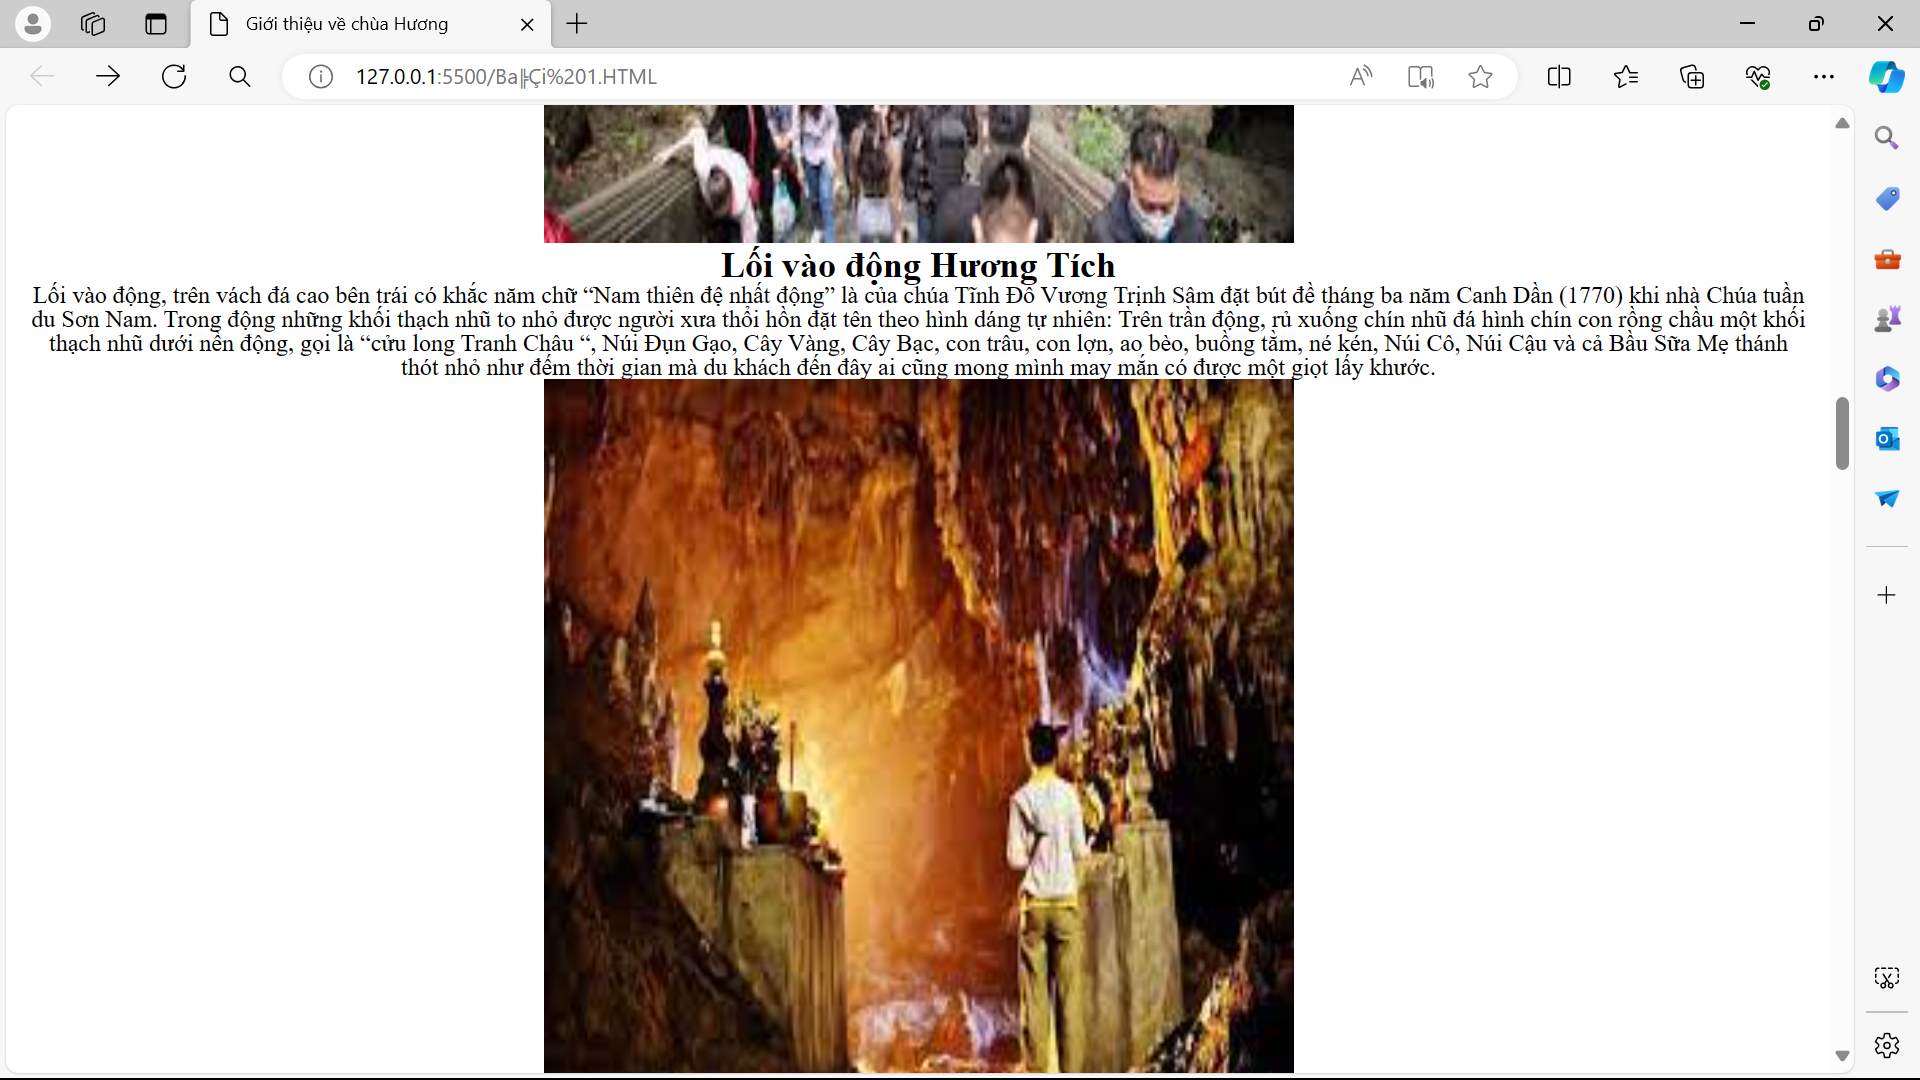 Giới thiệu về chùa Hương
127.0.0.1:5500/Ba╠Çi%201.HTML
Lối vào động Hương Tích
Lối vào động, trên vách đá cao bên trái có khắc năm chữ “Nam thiên đệ nhất động” là của chúa Tĩnh Đô Vương Trịnh Sâm đặt bút đề tháng ba năm Canh Dần (1770) khi nhà Chúa tuần
du Sơn Nam. Trong động những khối thạch nhũ to nhỏ được người xưa thổi hồn đặt tên theo hình dáng tự nhiên: Trên trần động, rủ xuống chín nhũ đá hình chín con rồng chầu một khối
thạch nhũ dưới nền động, gọi là “cửu long Tranh Châu “, Núi Đụn Gạo, Cây Vàng, Cây Bạc, con trâu, con lợn, ao bèo, buồng tằm, né kén, Núi Cô, Núi Cậu và cả Bầu Sữa Mẹ thánh
thót nhỏ như đếm thời gian mà du khách đến đây ai cũng mong mình may mắn có được một giọt lấy khước.